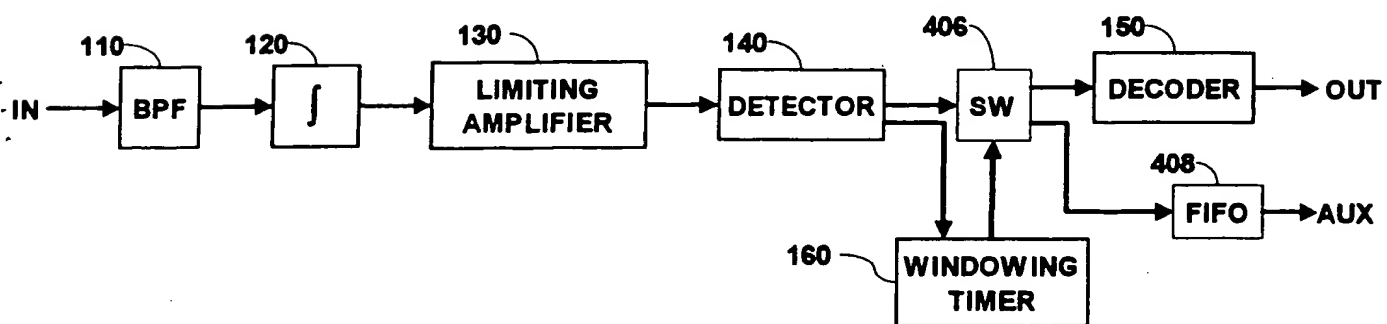 110
120
130
140
406
150
IN
BPF
∫
LIMITING
AMPLIFIER
DETECTOR
SW
DECODER
OUT
408
FIFO
AUX
160
WINDOWING
TIMER